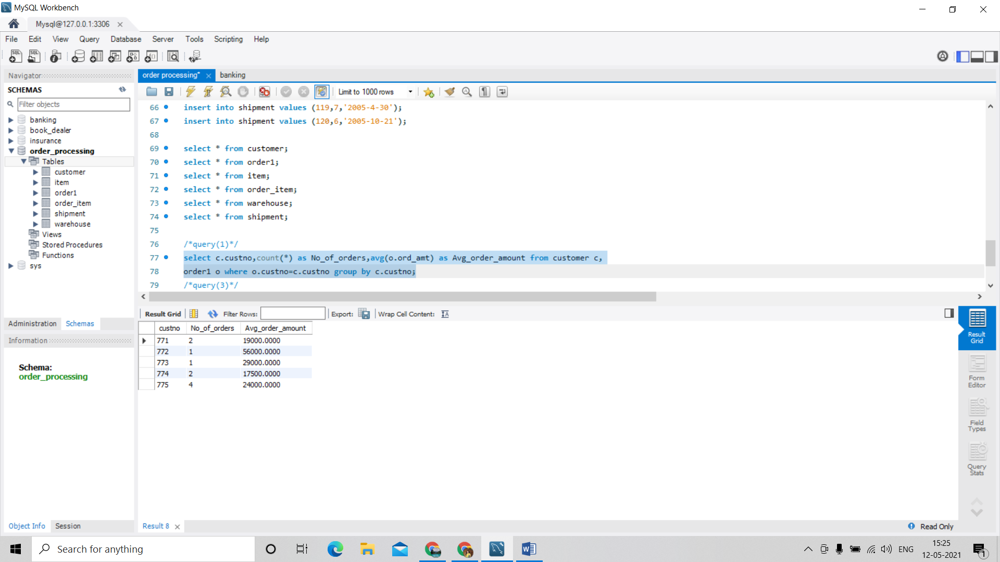 MySQL Workbench
Mysql@127.0.0.1:3306
File Edit View Query Database Server Tools Scripting Help
Navigator
SCHEMAS
Filter objects
banking
book_dealer
insurance
order_processing
Tables
customer
item
order1
order_item
shipment
warehouse
Views
Stored Procedures
Functions
sys
Administration Schemas
Information
Schema:
order_processing
Object Info Session
order processing* banking
Limit to 1000 rows
66 insert into shipment values (119,7,'2005-4-30');
67 insert into shipment values (120,6,'2005-10-21');
68
69 select * from customer;
70 select * from order1;
71 select * from item;
72 select * from order_item;
73 select * from warehouse;
74 select * from shipment;
75
76 /*query(1)*/
77 select c.custno,count(*) as No_of_orders,avg(o.ord_amt) as Avg_order_amount from customer c,
78 order1 o where o.custno=c.custno group by c.custno;
79 /*query(3)*/
Result Grid Filter Rows: Export: Wrap Cell Content:
custno No_of_orders Avg_order_amount
771 2 19000.0000
772 1 56000.0000
773 1 29000.0000
774 2 17500.0000
775 4 24000.0000
Result
Grid
Form
Editor
Field
Types
Query
Stats
Result 8
Read Only
Search for anything
ENG
15:25
12-05-2021
1